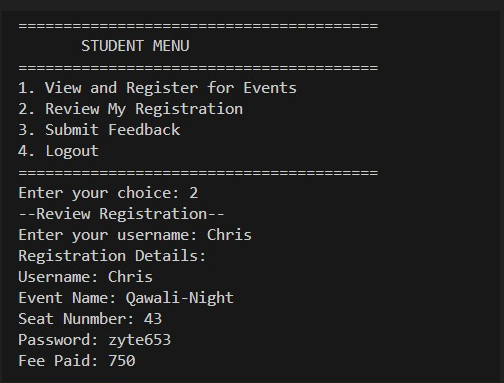 ========================================
STUDENT MENU
========================================
1. View and Register for Events
2. Review My Registration
3. Submit Feedback
4. Logout
========================================
Enter your choice: 2
--Review Registration--
Enter your username: Chris
Registration Details:
Username: Chris
Event Name: Qawali-Night
Seat Nunmber: 43
Password: zyte653
Fee Paid: 750